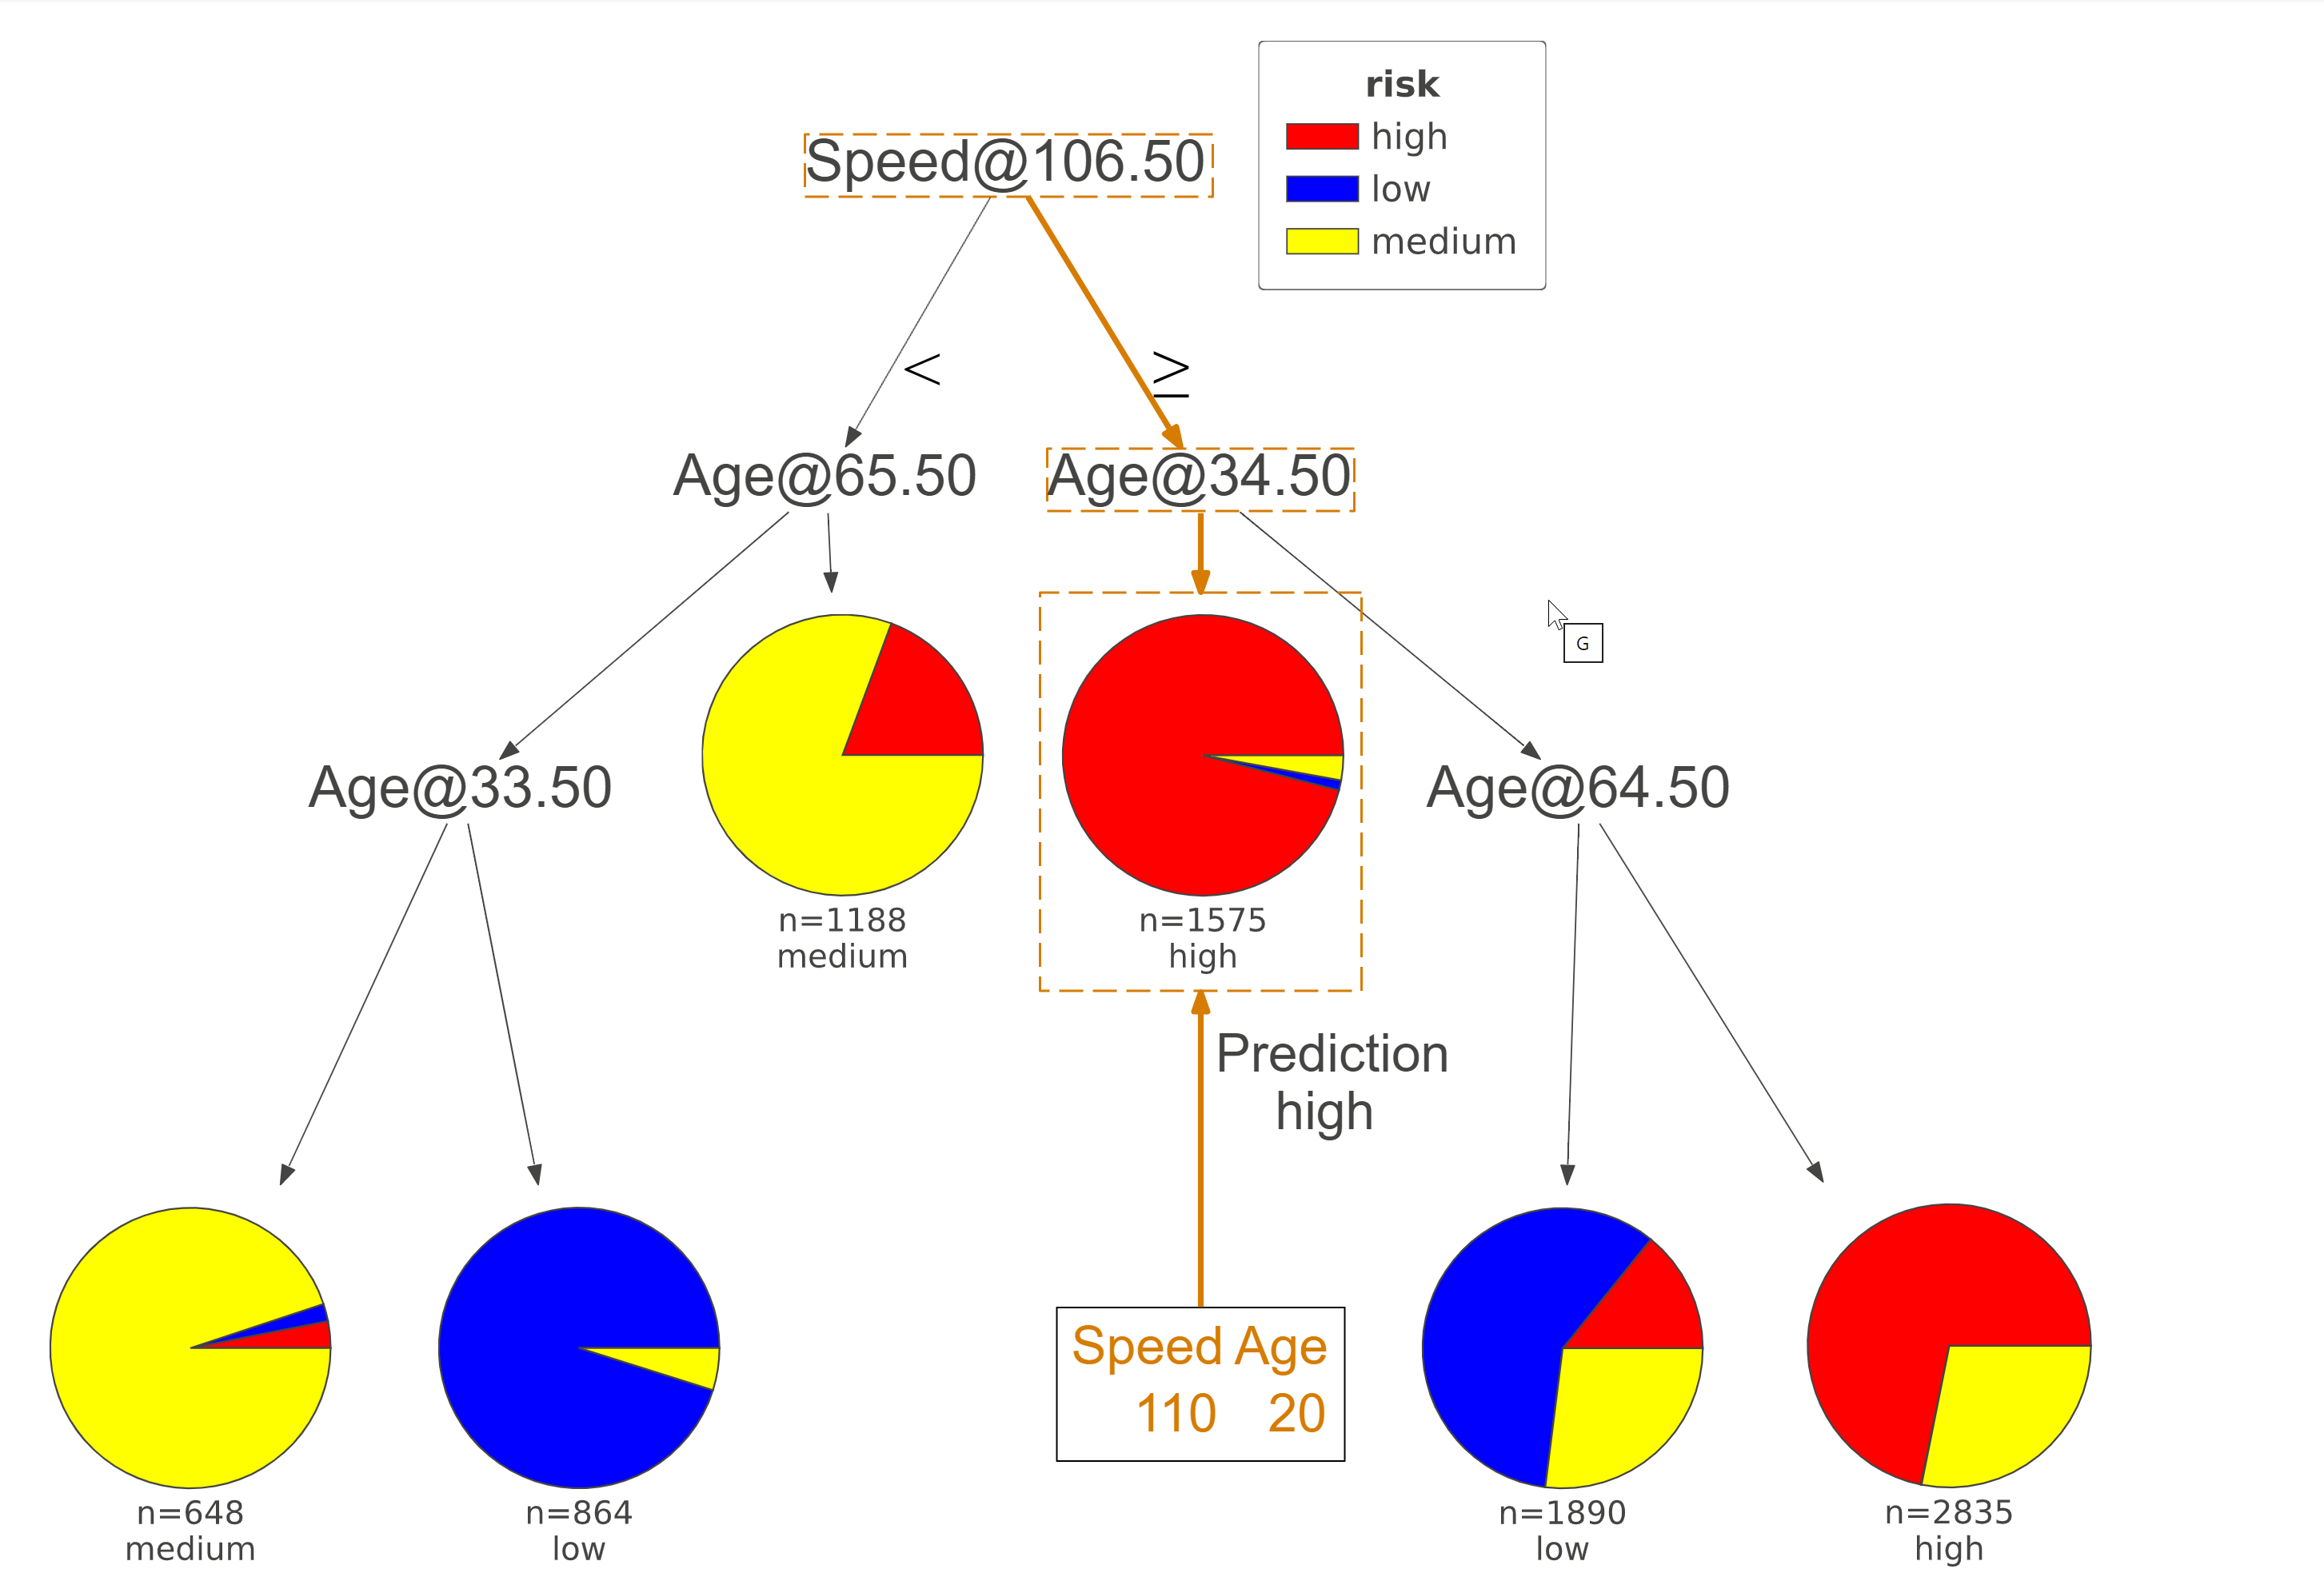 risk
high
low
medium
Speed@106.50
<
≥
Age@65.50
Age@34.50
G
Age@33.50
Age@64.50
n=1188
medium
n=1575
high
Prediction
high
Speed Age
110 20
n=648
medium
n=864
low
n=1890
low
n=2835
high